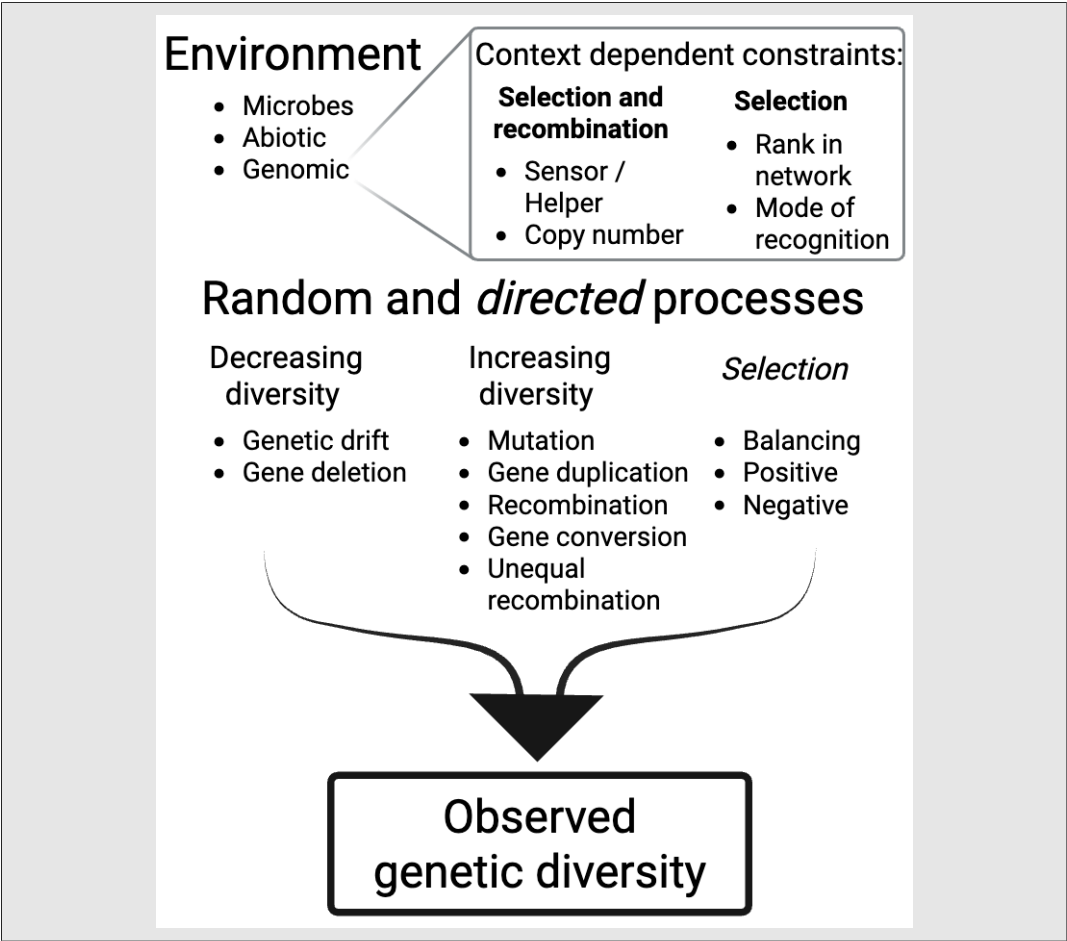 Environment
• Microbes
• Abiotic
• Genomic
Context dependent constraints:
Selection and
recombination
• Sensor /
Helper
• Copy number
Selection
• Rank in
network
• Mode of
recognition
Random and directed processes
Decreasing
diversity
• Genetic drift
• Gene deletion
Increasing
diversity
• Mutation
• Gene duplication
• Recombination
• Gene conversion
• Unequal
recombination
Selection
• Balancing
• Positive
• Negative
Observed
genetic diversity